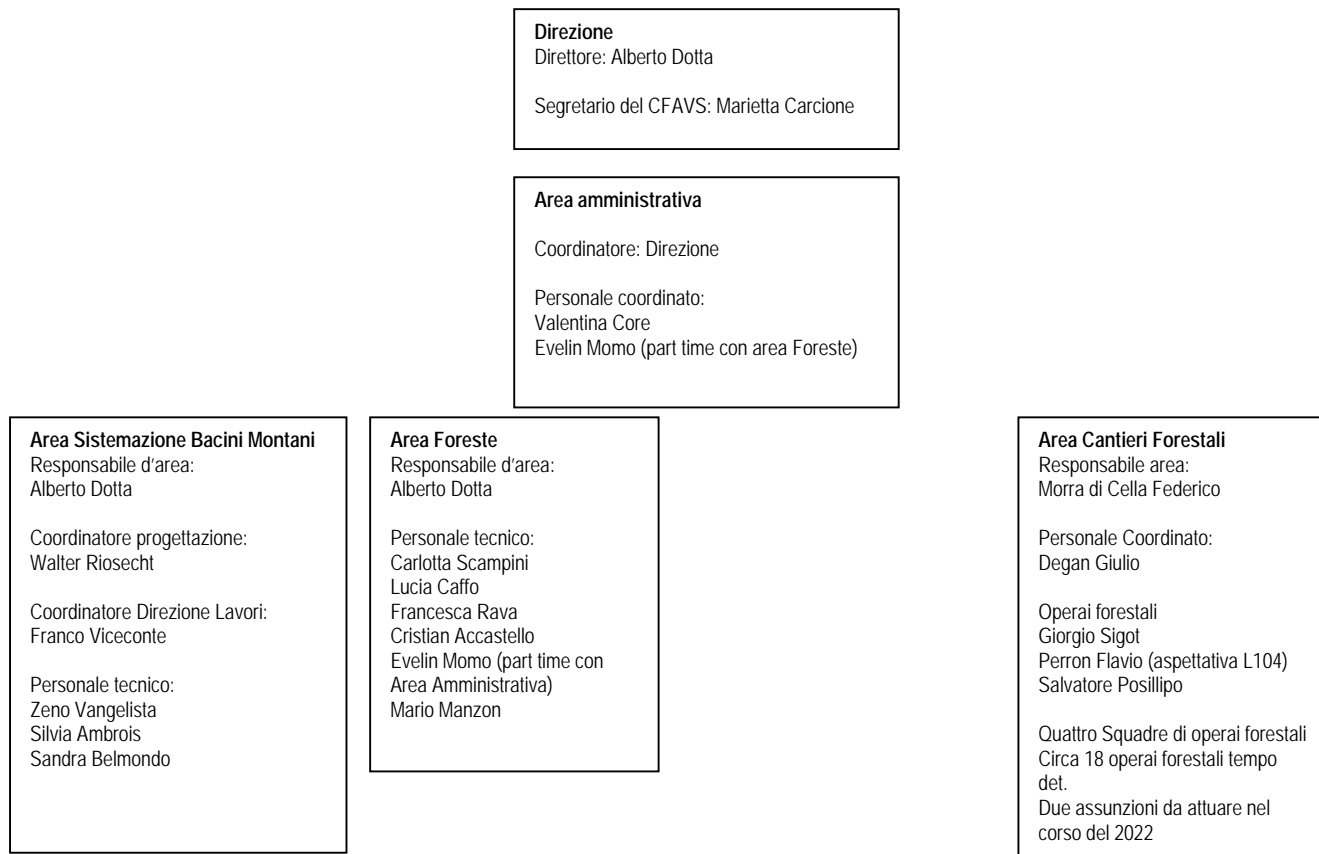 Direzione
Direttore: Alberto Dotta
Segretario del CFAVS: Marietta Carcione
Area amministrativa
Coordinatore: Direzione
Personale coordinato:
Valentina Core
Evelin Momo (part time con area Foreste)
Area Sistemazione Bacini Montani
Responsabile d'area:
Alberto Dotta
Coordinatore progettazione:
Walter Riosecht
Coordinatore Direzione Lavori:
Franco Viceconte
Personale tecnico:
Zeno Vangelista
Silvia Ambrois
Sandra Belmondo
Area Foreste
Responsabile d'area:
Alberto Dotta
Personale tecnico:
Carlotta Scampini
Lucia Caffo
Francesca Rava
Cristian Accastello
Evelin Momo (part time con
Area Amministrativa)
Mario Manzon
Area Cantieri Forestali
Responsabile area:
Morra di Cella Federico
Personale Coordinato:
Degan Giulio
Operai forestali
Giorgio Sigot
Perron Flavio (aspettativa L104)
Salvatore Posillipo
Quattro Squadre di operai forestali
Circa 18 operai forestali tempo
det.
Due assunzioni da attuare nel
corso del 2022